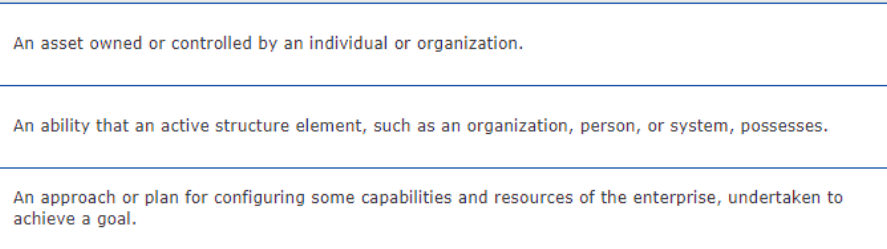 An asset owned or controlled by an individual or organization.
An ability that an active structure element, such as an organization, person, or system, possesses.
An approach or plan for configuring some capabilities and resources of the enterprise, undertaken to
achieve a goal.